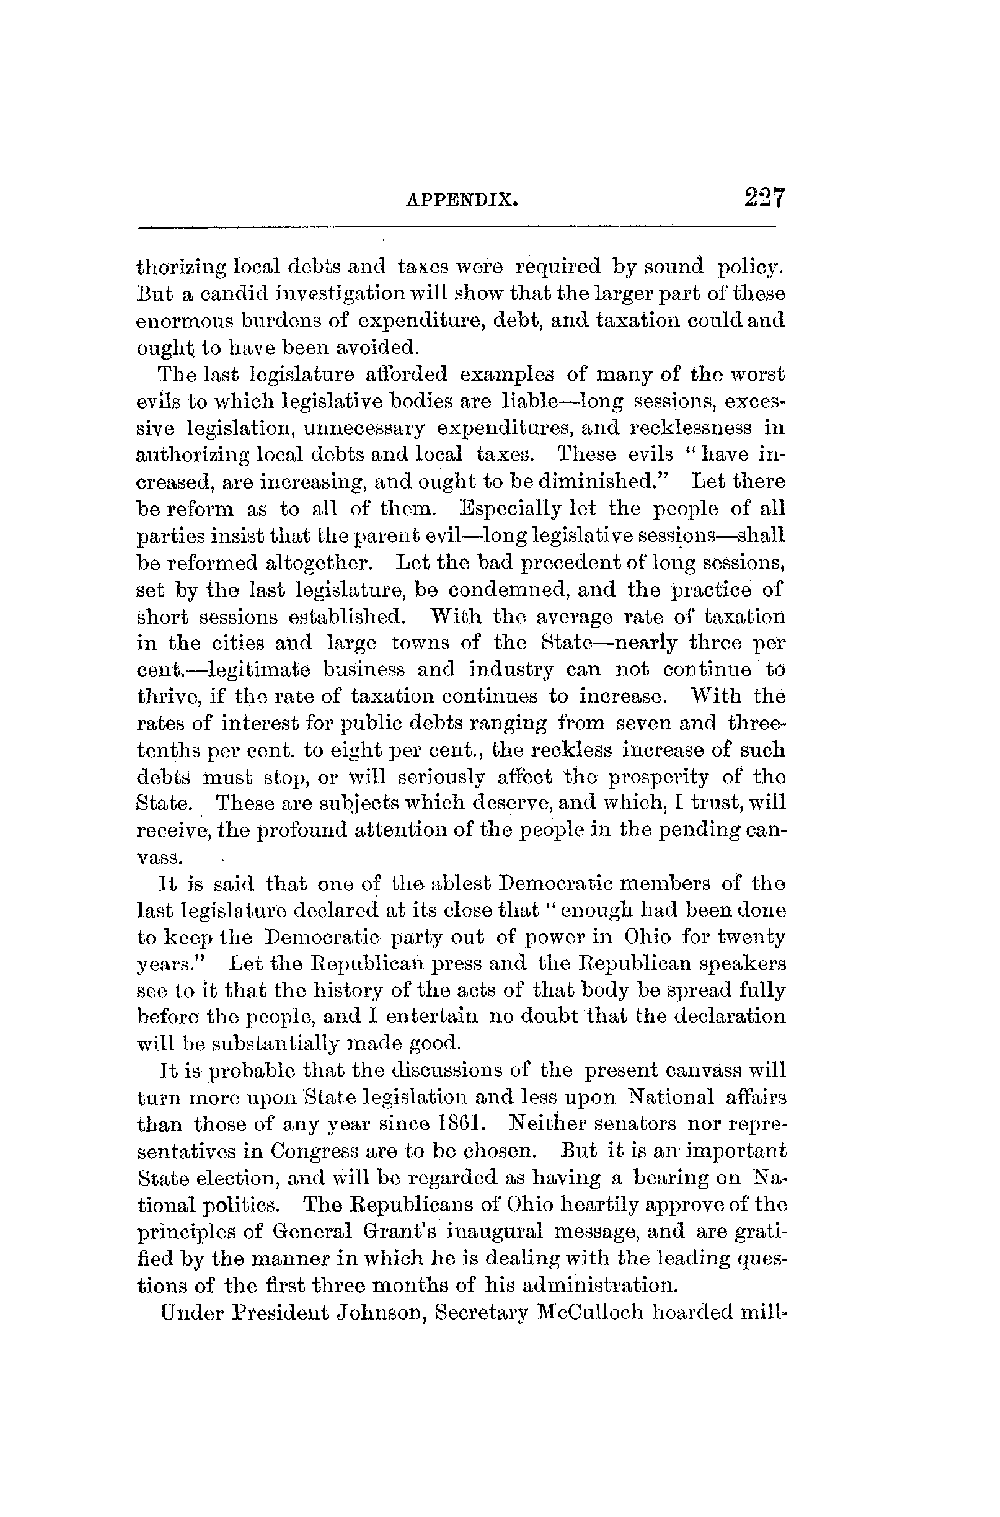 APPENDIX. 227
thorizing local debts and taxes were required by sound policy.
But a candid investigation will show that the larger part of these
enormous burdens of expenditure, debt, and taxation could and
ought to have been avoided.
The last legislature afforded examples of many of the worst
evils to which legislative bodies are liable—long sessions, exces-
sive legislation, unnecessary expenditures, and recklessness in
authorizing local debts and local taxes. These evils "have in-
creased, are increasing, and ought to be diminished." Let there
be reform as to all of them. Especially let the people of all
parties insist that the parent evil—long legislative sessions—shall
be reformed altogether. Let the bad precedent of long sessions,
set by the last legislature, be condemned, and the practice of
short sessions established. With the average rate of taxation
in the cities and large towns of the State—nearly three per
cent.—legitimate business and industry can not continue to
thrive, if the rate of taxation continues to increase. With the
rates of interest for public debts ranging from seven and three-
tenths per cent. to eight per cent., the reckless increase of such
debts must stop, or will seriously affect the prosperity of the
State. These are subjects which deserve, and which, I trust, will
receive, the profound attention of the people in the pending can-
vass.
It is said that one of the ablest Democratic members of the
last legislature declared at its close that "enough had been done
to keep the Democratic party out of power in Ohio for twenty
years." Let the Republican press and the Republican speakers
see to it that the history of the acts of that body be spread fully
before the people, and I entertain no doubt that the declaration
will be substantially made good.
It is probable that the discussions of the present canvass will
turn more upon State legislation and less upon National affairs
than those of any year since 1861. Neither senators nor repre-
sentatives in Congress are to be chosen. But it is an important
State election, and will be regarded as having a bearing on Na-
tional politics. The Republicans of Ohio heartily approve of the
principles of General Grant's inaugural message, and are grati-
fied by the manner in which he is dealing with the leading ques-
tions of the first three months of his administration.
Under President Johnson, Secretary McCulloch hoarded mill-